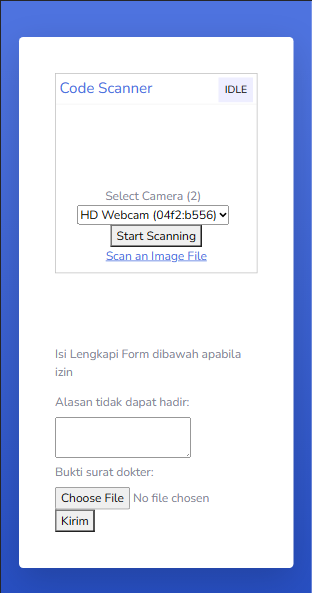 Code Scanner
IDLE
Select Camera (2)
HD Webcam (04f2:b556)
Start Scanning
Scan an Image File
Isi Lengkapi Form dibawah apabila
izin
Alasan tidak dapat hadir:
Bukti surat dokter:
Choose File No file chosen
Kirim